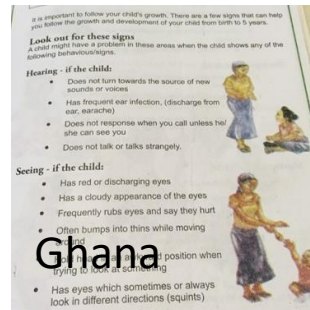 It is important to follow your child's growth. There are a few signs that can help
you follow the growth and development of your child from birth to 5 years.
Look out for these signs
A child might have a problem in these areas when the child shows any of the
following behaviours/signs.
Hearing - if the child:
• Does not turn towards the source of new
sounds or voices
• Has frequent ear infection, (discharge from
ear, earache)
• Does not response when you call unless he/
she can see you
• Does not talk or talks strangely.
Seeing - if the child:
• Has red or discharging eyes
• Has a cloudy appearance of the eyes
• Frequently rubs eyes and say they hurt
• Often bumps into thins while moving
around
position when
trying to look at something
• Has eyes which sometimes or always
look in different directions (squints)
Ghana